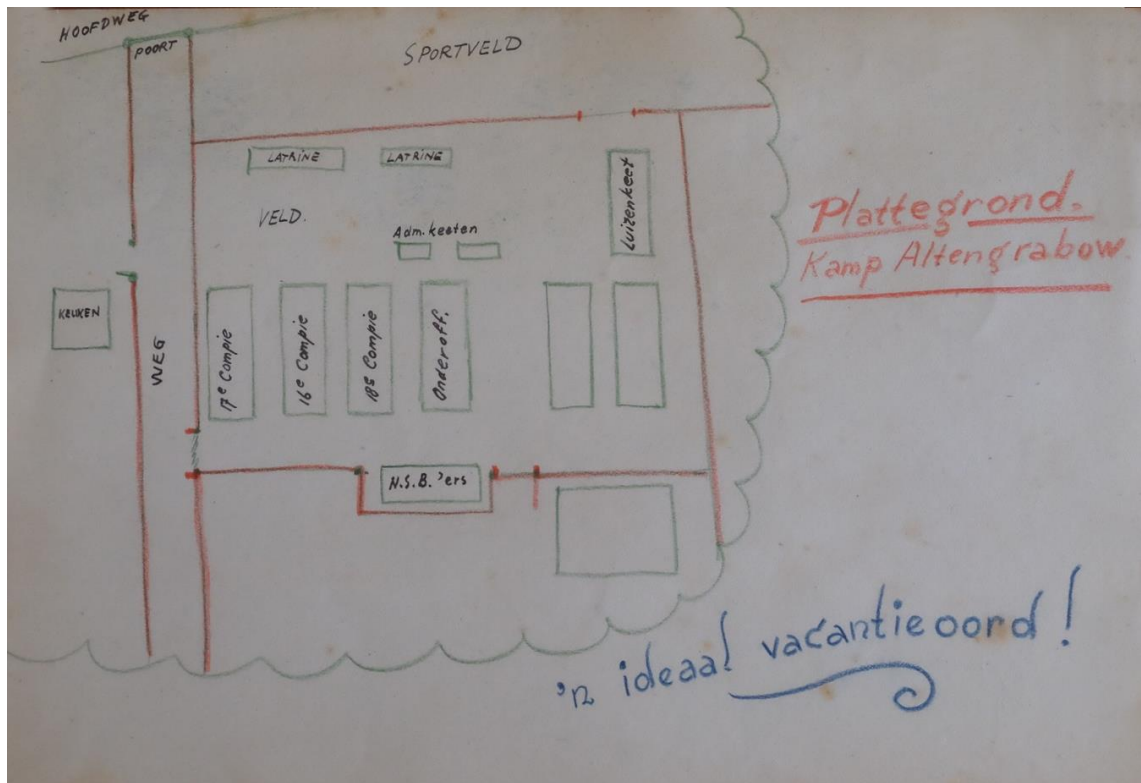 HOOFDWEG
POORT
SPORTVELD
LATRINE
LATRINE
Luizenkeet
VELD.
Adm. keeten
Plattegrond.
Kamp Altengrabow.
KEUKEN
WEG
17e Compie
16e Compie
18e Compie
Onderoff.
N.S.B.'ers
'n ideaal vacantieoord!